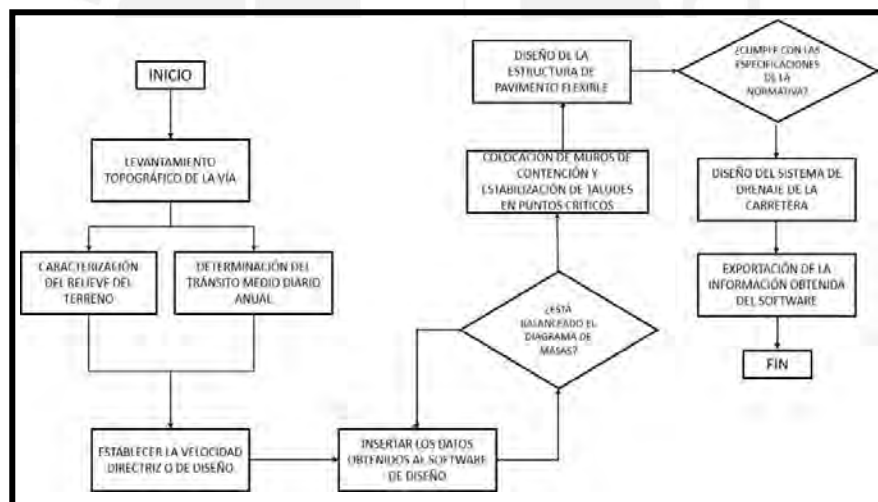 INICIO
LEVANTAMIENTO
TOPOGRÁFICO DE LA VÍA
CARACTERIZACIÓN
DEL RELIEVE DEL
TERRENO
DETERMINACIÓN DEL
TRÁNSITO MEDIO DIARIO
ANUAL
ESTABLECER LA VELOCIDAD
DIRECTRIZ O DE DISEÑO
INSERTAR LOS DATOS
OBTENIDOS AL SOFTWARE
DE DISEÑO
¿ESTÁ
BALANCEADO EL
DIAGRAMA DE
MASAS?
COLOCACIÓN DE MUROS DE
CONTENCIÓN Y
ESTABILIZACIÓN DE TALUDES
EN PUNTOS CRITICOS
DISEÑO DE LA
ESTRUCTURA DE
PAVIMENTO FLEXIBLE
¿CUMPLE CON LAS
ESPECIFICACIONES
DE LA
NORMATIVA?
DISEÑO DEL SISTEMA DE
DRENAJE DE LA
CARRETERA
EXPORTACIÓN DE LA
INFORMACIÓN OBTENIDA
DEL SOFTWARE
FIN